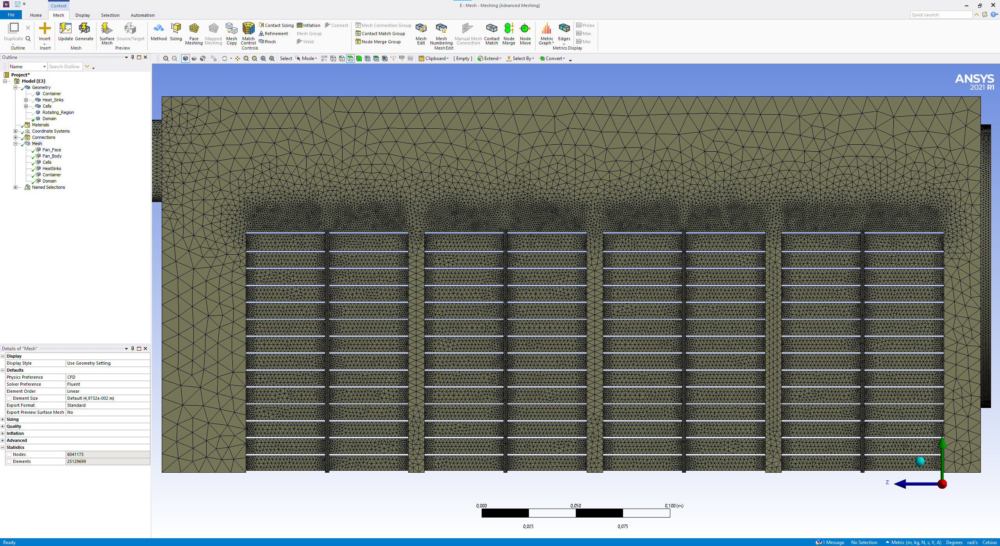 Context
E : Mesh - Meshing [Advanced Meshing]
File Home Mesh Display Selection Automation
Quick Launch
Duplicate
Outline
Insert
Insert
Update Generate
Mesh
Surface Mesh Source/Target
Preview
Method Sizing Face Meshing Mapped Meshing Mesh Copy Match Control
Contact Sizing Inflation Connect
Refinement Mesh Group
Pinch Weld
Controls
Mesh Connection Group
Contact Match Group
Node Merge Group
Mesh Edit Mesh Numbering Manual Mesh Connection Contact Match Node Merge Node Move
Mesh Edit
Metric Graph Edges
Probe
Max
Min
Metrics Display
Outline
Name Search Outline
Select Mode Clipboard [ Empty ] Extend Select By Convert
Project*
Model (E3)
Geometry
Container
Heat_Sinks
Cells
Rotating_Region
Domain
Materials
Coordinate Systems
Connections
Mesh
Fan_Face
Fan_Body
Cells
HeatSinks
Container
Domain
Named Selections
ANSYS
2021 R1
Details of "Mesh"
Display
Display Style Use Geometry Setting
Defaults
Physics Preference CFD
Solver Preference Fluent
Element Order Linear
Element Size Default (4,9732e-002 m)
Export Format Standard
Export Preview Surface Mesh No
Sizing
Quality
Inflation
Advanced
Statistics
Nodes 6041175
Elements 25129699
Z
0,000 0,050 0,100 (m)
0,025 0,075
Ready 1 Message No Selection Metric (m, kg, N, s, V, A) Degrees rad/s Celsius